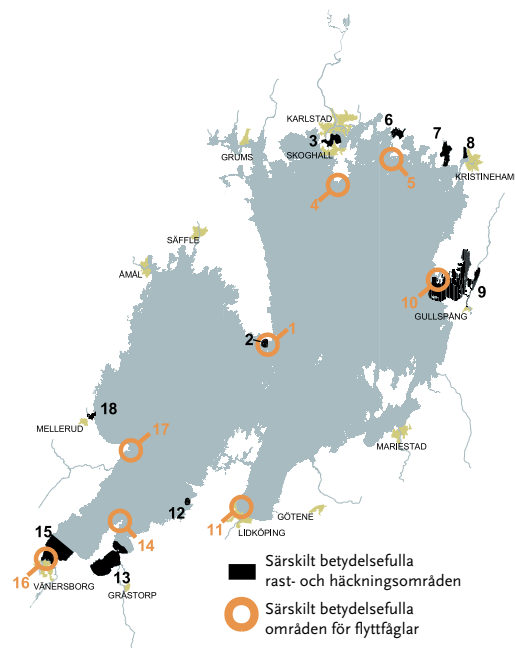 KARLSTAD
6
7
3
8
GRUMS
SKOGHALL
5
KRISTINEHAM
4
SÄFFLE
ÅMÅL
10
9
GULLSPÅNG
2
1
18
MELLERUD
17
MARIESTAD
12
11
GÖTENE
LIDKÖPING
15
14
16
13
VÄNERSBORG
GRÄSTORP
Särskilt betydelsefulla
rast- och häckningsområden
Särskilt betydelsefulla
områden för flyttfåglar